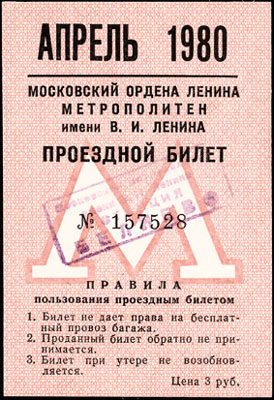 АПРЕЛЬ 1980
МОСКОВСКИЙ ОРДЕНА ЛЕНИНА
МЕТРОПОЛИТЕН
имени В. И. ЛЕНИНА
ПРОЕЗДНОЙ БИЛЕТ
М
№ 157528
ПРАВИЛА
пользования проездным билетом
1. Билет не дает права на бесплат-
ный провоз багажа.
2. Проданный билет обратно не при-
нимается.
3. Билет при утере не возобнов-
ляется.
Цена 3 руб.